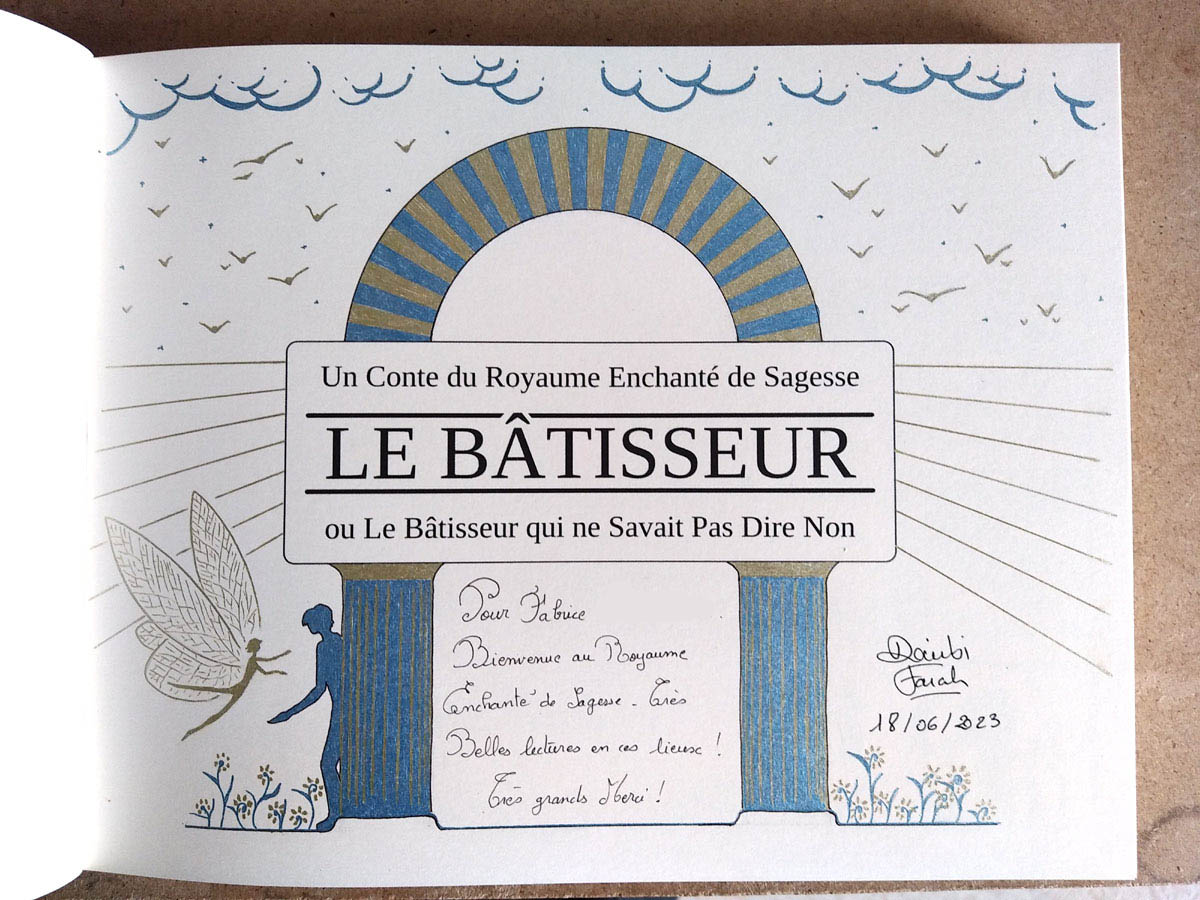 Un Conte du Royaume Enchanté de Sagesse
LE BÂTISSEUR
ou Le Bâtisseur qui ne Savait Pas Dire Non
Pour Fabrice
Bienvenue au Royaume
Enchanté de Sagesse - Très
Belles lectures en ces lieux !
Très grands Merci !
Farah
18/06/2023